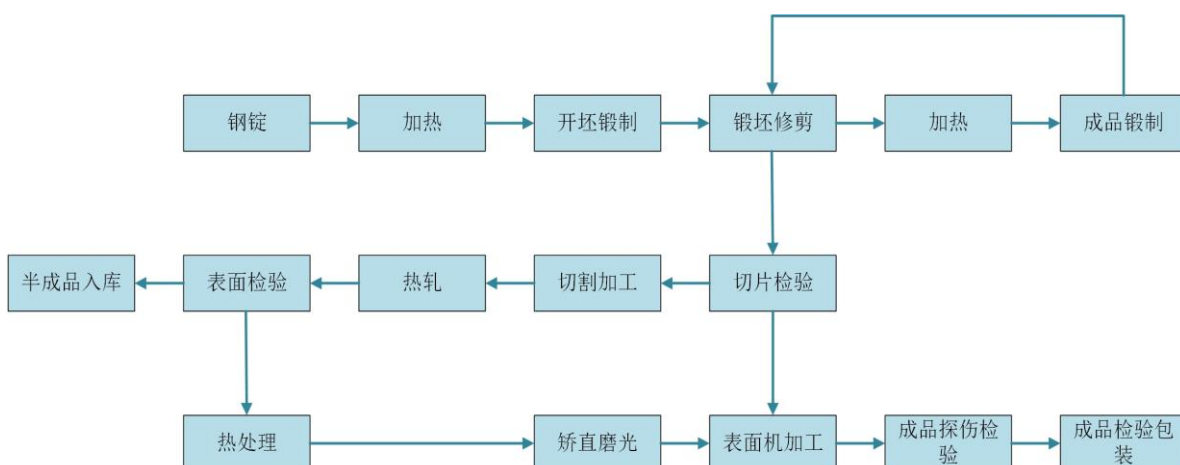 钢锭
加热
开坯锻制
锻坯修剪
加热
成品锻制
半成品入库
表面检验
热轧
切割加工
切片检验
热处理
矫直磨光
表面机加工
成品探伤检
验
成品检验包
装